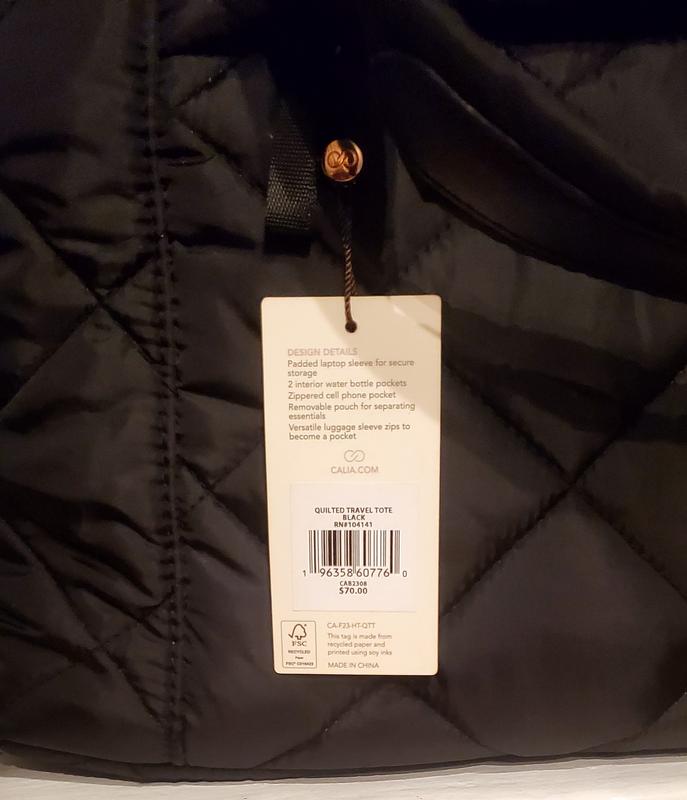 DESIGN DETAILS
Padded laptop sleeve for secure
storage
2 interior water bottle pockets
Zippered cell phone pocket
Removable pouch for separating
essentials
Versatile luggage sleeve zips to
become a pocket
CALIA.COM
QUILTED TRAVEL TOTE
BLACK
RN#104141
1 96358 60776 0
CAB2308
$70.00
CA-F23-HT-QTT
This tag is made from
recycled paper and
printed using soy inks
MADE IN CHINA
FSC
RECYCLED
Paper